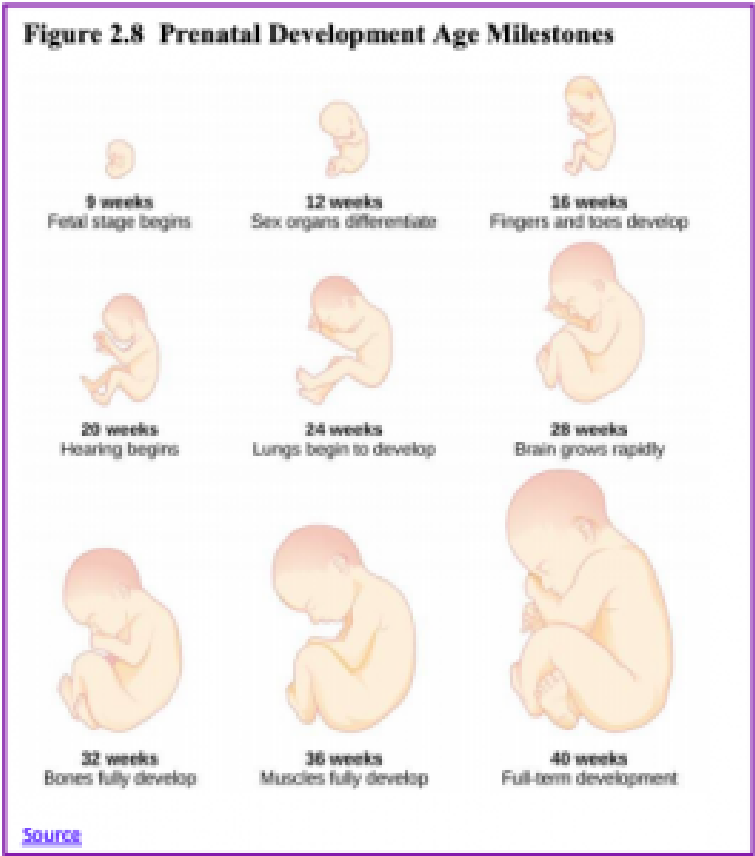 Figure 2.8 Prenatal Development Age Milestones
9 weeks
Fetal stage begins
12 weeks
Sex organs differentiate
16 weeks
Fingers and toes develop
20 weeks
Hearing begins
24 weeks
Lungs begin to develop
28 weeks
Brain grows rapidly
32 weeks
Bones fully develop
36 weeks
Muscles fully develop
40 weeks
Full-term development
Source